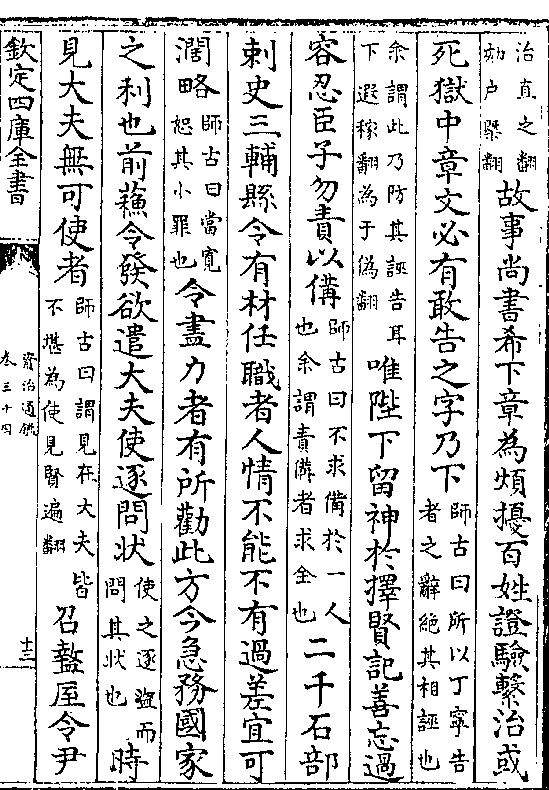 治直之翻
劾户槩翻
故事尚書希下章為煩擾百姓證驗繫治或
死獄中章文必有敢告之字乃下
師古曰所以丁寧告
者之辭絶其相誣也
余謂此乃防其誣告耳
下遐稼翻為于偽翻
唯陛下留神於擇賢記善忘過
容忍臣子勿責以備
師古曰不求備於一人
也余謂責備者求全也
二千石部
刺史三輔縣令有材任職者人情不能不有過差宜可
濶略
師古曰當寛
恕其小罪也
令盡力者有所勸此方今急務國家
之利也前蘓令發欲遣大夫使逐問狀
使之逐盗而
問其狀也
時
見大夫無可使者
師古曰謂見在大夫皆
不堪為使見賢遍翻
召盩厔令尹
欽定四庫全書
資治通鑑
卷三十四
十三